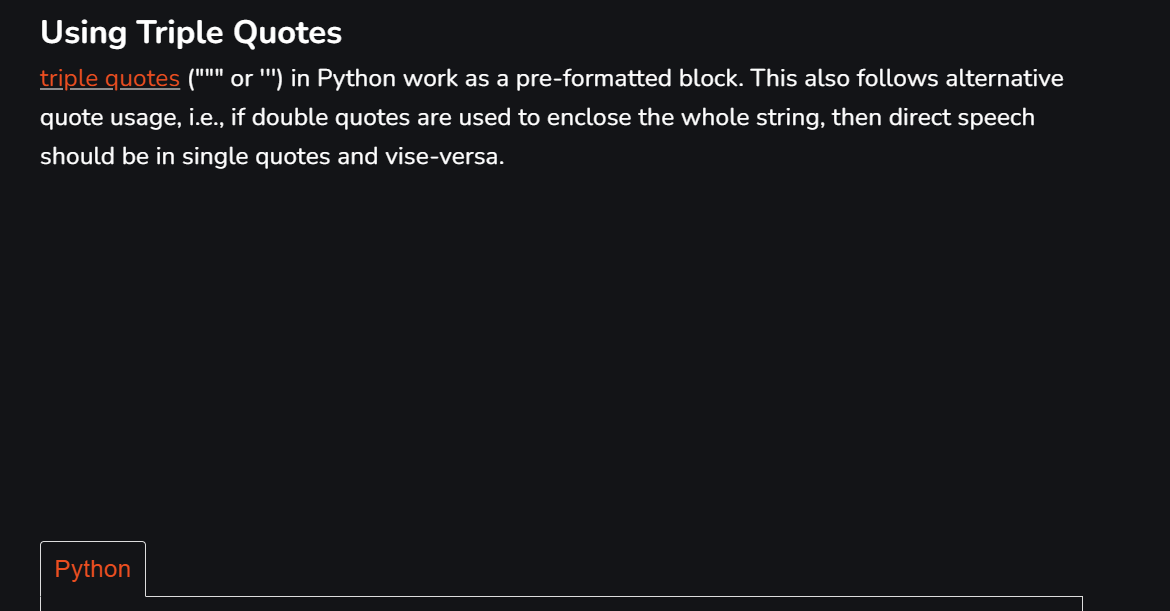 Using Triple Quotes
triple quotes (""" or ''') in Python work as a pre-formatted block. This also follows alternative
quote usage, i.e., if double quotes are used to enclose the whole string, then direct speech
should be in single quotes and vise-versa.
Python